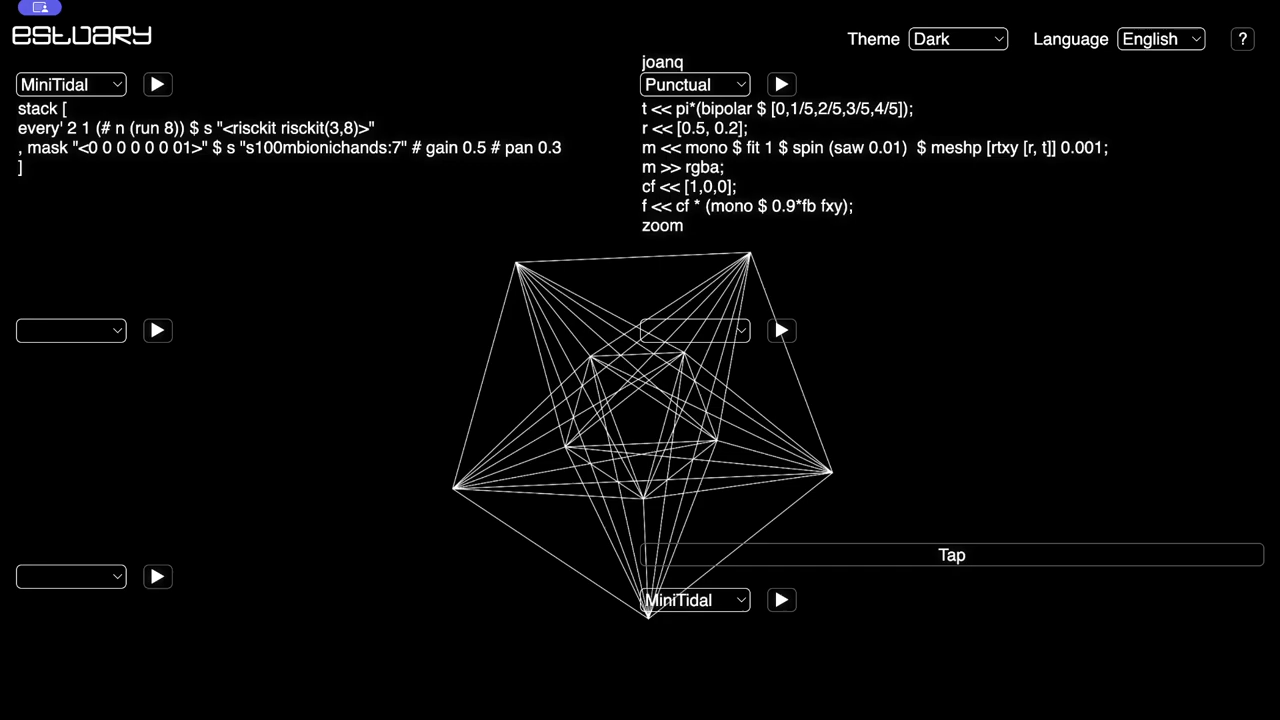 ESTUARY
Theme Dark Language English ?
MiniTidal
stack [
every' 2 1 (# n (run 8)) $ s "<risckit risckit(3,8)>"
, mask "<0 0 0 0 0 0 01>" $ s "s100mbionichands:7" # gain 0.5 # pan 0.3
]
joanq
Punctual
t << pi*(bipolar $ [0,1/5,2/5,3/5,4/5]);
r << [0.5, 0.2];
m << mono $ fit 1 $ spin (saw 0.01)  $ meshp [rtxy [r, t]] 0.001;
m >> rgba;
cf << [1,0,0];
f << cf * (mono $ 0.9*fb fxy);
zoom
Tap
MiniTidal